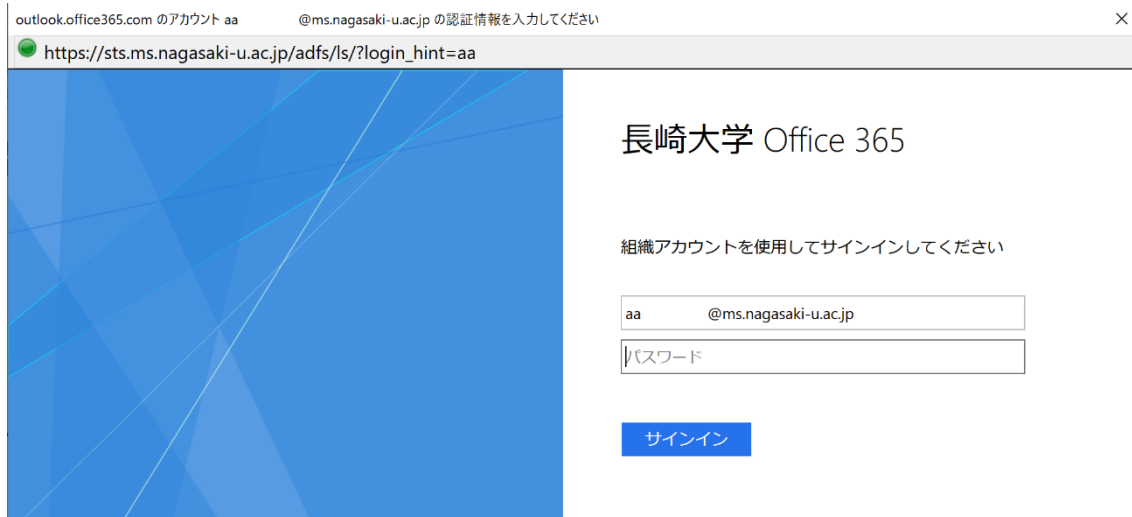 outlook.office365.com のアカウント aa @ms.nagasaki-u.ac.jp の認証情報を入力してください
https://sts.ms.nagasaki-u.ac.jp/adfs/ls/?login_hint=aa
長崎大学 Office 365
組織アカウントを使用してサインインしてください
aa @ms.nagasaki-u.ac.jp
パスワード
サインイン